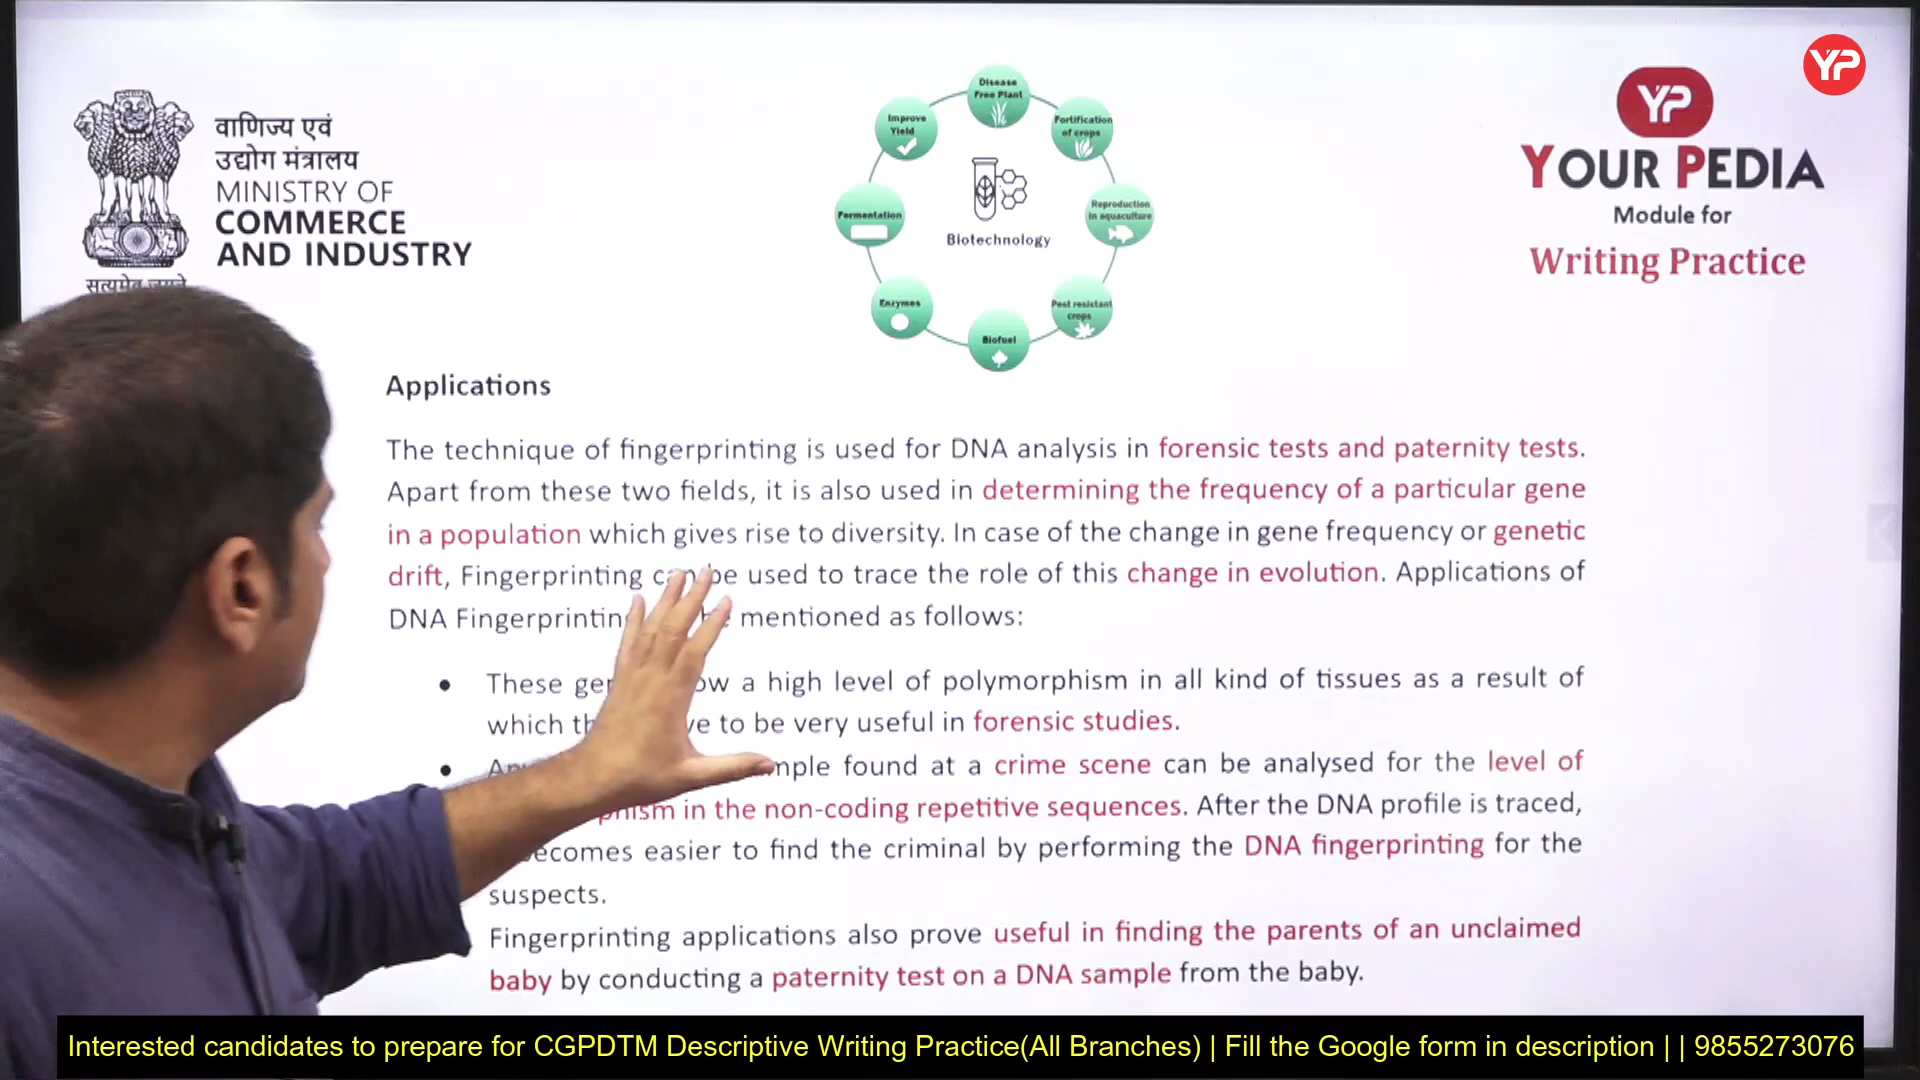 YP
वाणिज्य एवं
उद्योग मंत्रालय
MINISTRY OF
COMMERCE
AND INDUSTRY
सत्यमेव जयते
Disease
Free Plant
Improve
Yield
Fortification
of crops
Fermentation
Reproduction
in aquaculture
Biotechnology
Enzymes
Pest resistant
crops
Biofuel
YP
YOUR PEDIA
Module for
Writing Practice
Applications
The technique of fingerprinting is used for DNA analysis in forensic tests and paternity tests.
Apart from these two fields, it is also used in determining the frequency of a particular gene
in a population which gives rise to diversity. In case of the change in gene frequency or genetic
drift, Fingerprinting can be used to trace the role of this change in evolution. Applications of
DNA Fingerprinting mentioned as follows:
• These a high level of polymorphism in all kind of tissues as a result of
which to be very useful in forensic studies.
• found at a crime scene can be analysed for the level of
in the non-coding repetitive sequences. After the DNA profile is traced,
becomes easier to find the criminal by performing the DNA fingerprinting for the
suspects.
Fingerprinting applications also prove useful in finding the parents of an unclaimed
baby by conducting a paternity test on a DNA sample from the baby.
Interested candidates to prepare for CGPDTM Descriptive Writing Practice(All Branches) | Fill the Google form in description | | 9855273076